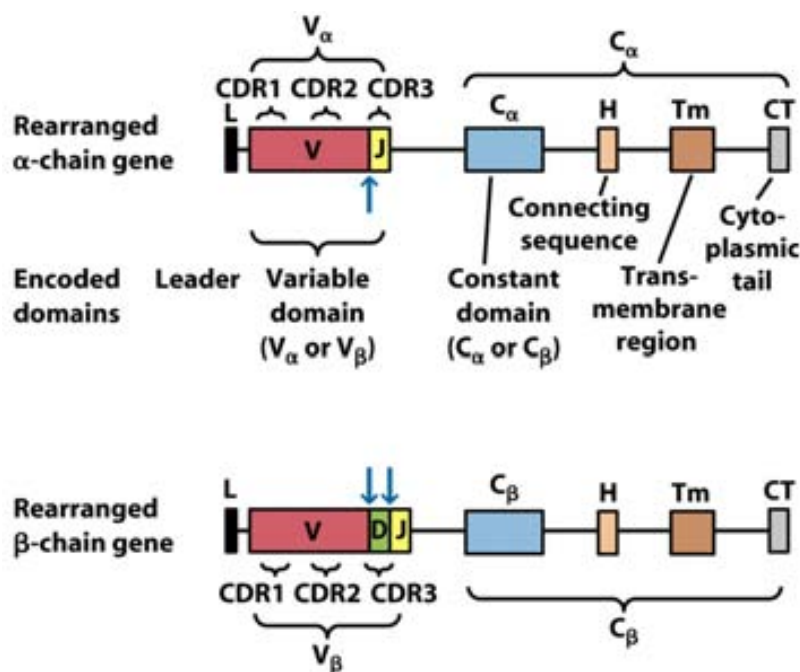 Vα
Cα
CDR1 CDR2 CDR3
L
Cα
H
Tm
CT
Rearranged
α-chain gene
V
J
Connecting
sequence
Cyto-
plasmic
tail
Encoded
domains
Leader
Variable
domain
(Vα or Vβ)
Constant
domain
(Cα or Cβ)
Trans-
membrane
region
L
Cβ
H
Tm
CT
Rearranged
β-chain gene
V
D
J
CDR1 CDR2 CDR3
Vβ
Cβ